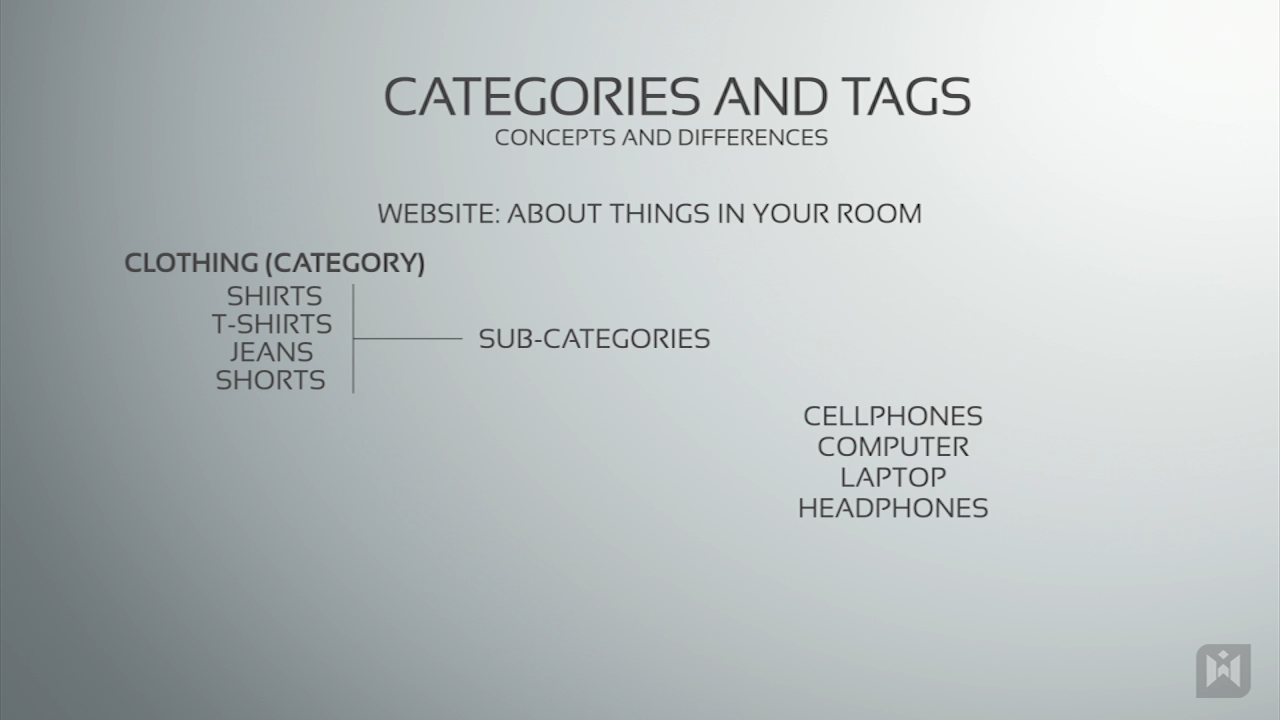 CATEGORIES AND TAGS
CONCEPTS AND DIFFERENCES
WEBSITE: ABOUT THINGS IN YOUR ROOM
CLOTHING (CATEGORY)
SHIRTS
T-SHIRTS
JEANS
SHORTS
SUB-CATEGORIES
CELLPHONES
COMPUTER
LAPTOP
HEADPHONES